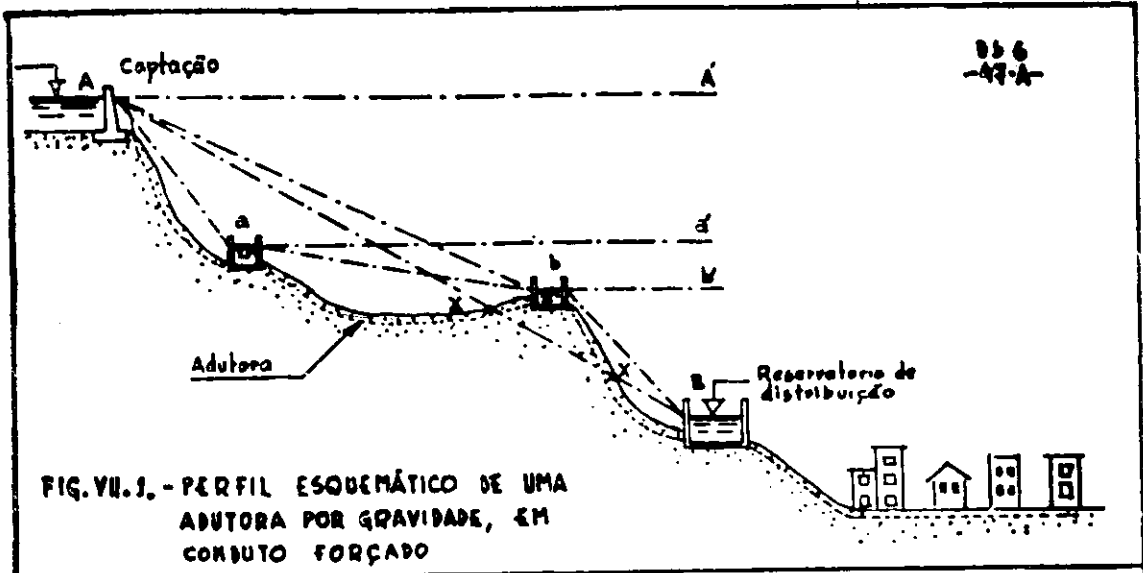 Captação
A
A'
a
a'
b
b'
Adutora
B
Reservatorio de
distribuição
X
X
FIG. VII.1. - PERFIL ESQUEMÁTICO DE UMA
ADUTORA POR GRAVIDADE, EM
CONDUTO FORÇADO